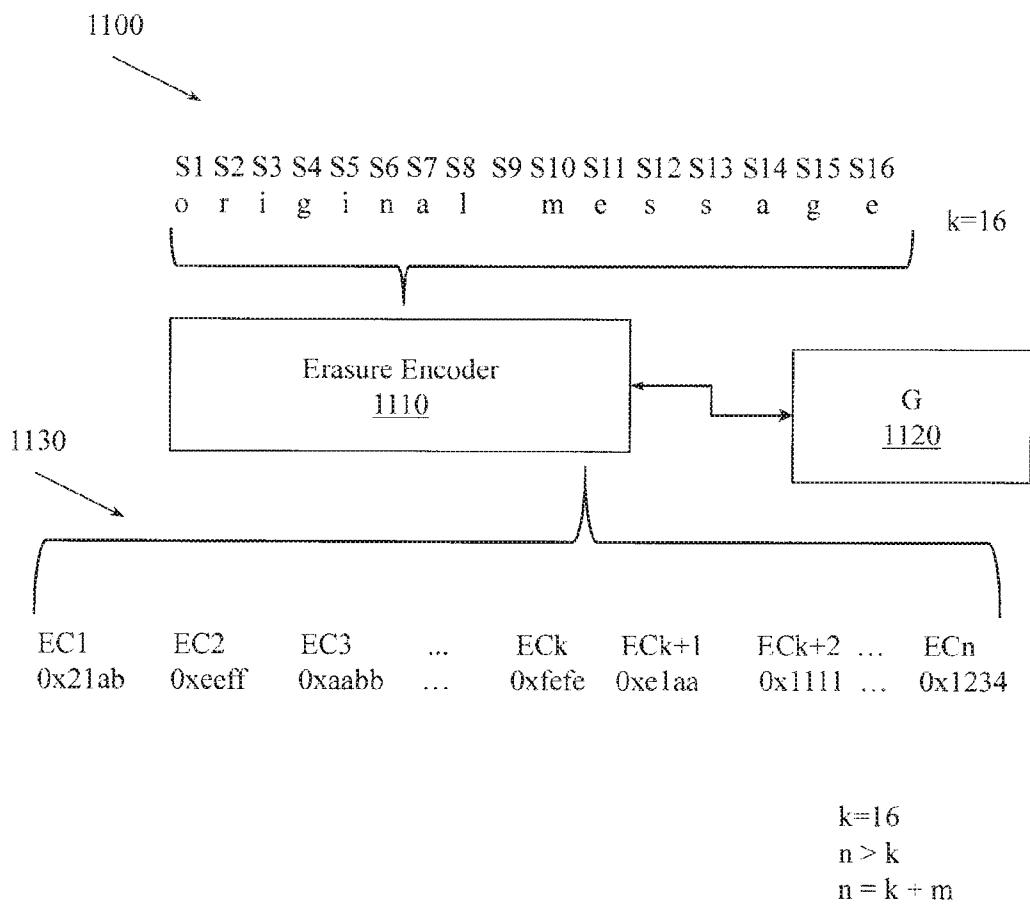 1100
S1 S2 S3 S4 S5 S6 S7 S8 S9 S10 S11 S12 S13 S14 S15 S16
o r i g i n a l m e s s a g e
k=16
Erasure Encoder
1110
G
1120
1130
EC1 EC2 EC3 ... ECk ECk+1 ECk+2 ... ECn
0x21ab 0xeeff 0xaabb ... 0xfefe 0xe1aa 0x1111 ... 0x1234
k=16
n > k
n = k + m